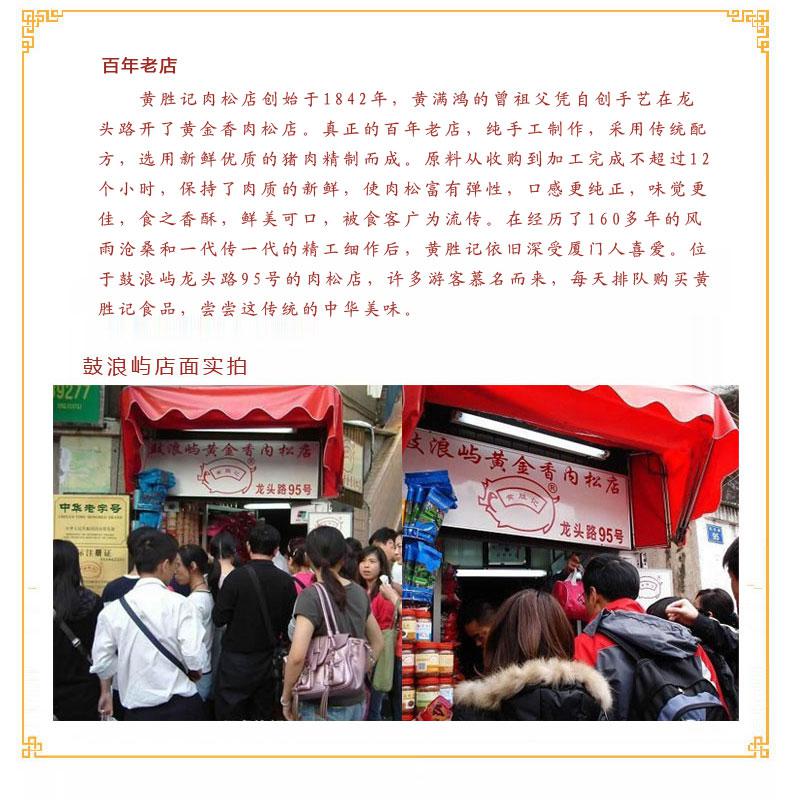 百年老店
黄胜记肉松店创始于1842年，黄满鸿的曾祖父凭自创手艺在龙
头路开了黄金香肉松店。真正的百年老店，纯手工制作，采用传统配
方，选用新鲜优质的猪肉精制而成。原料从收购到加工完成不超过12
个小时，保持了肉质的新鲜，使肉松富有弹性，口感更纯正，味觉更
佳，食之香酥，鲜美可口，被食客广为流传。在经历了160多年的风
雨沧桑和一代传一代的精工细作后，黄胜记依旧深受厦门人喜爱。位
于鼓浪屿龙头路95号的肉松店，许多游客慕名而来，每天排队购买黄
胜记食品，尝尝这传统的中华美味。
鼓浪屿店面实拍
09277
鼓浪屿黄金香肉松店
黄胜记
龙头路95号
中华老字号
注册证
鼓浪屿黄金香肉松店
黄胜记
®
龙头路95号
95